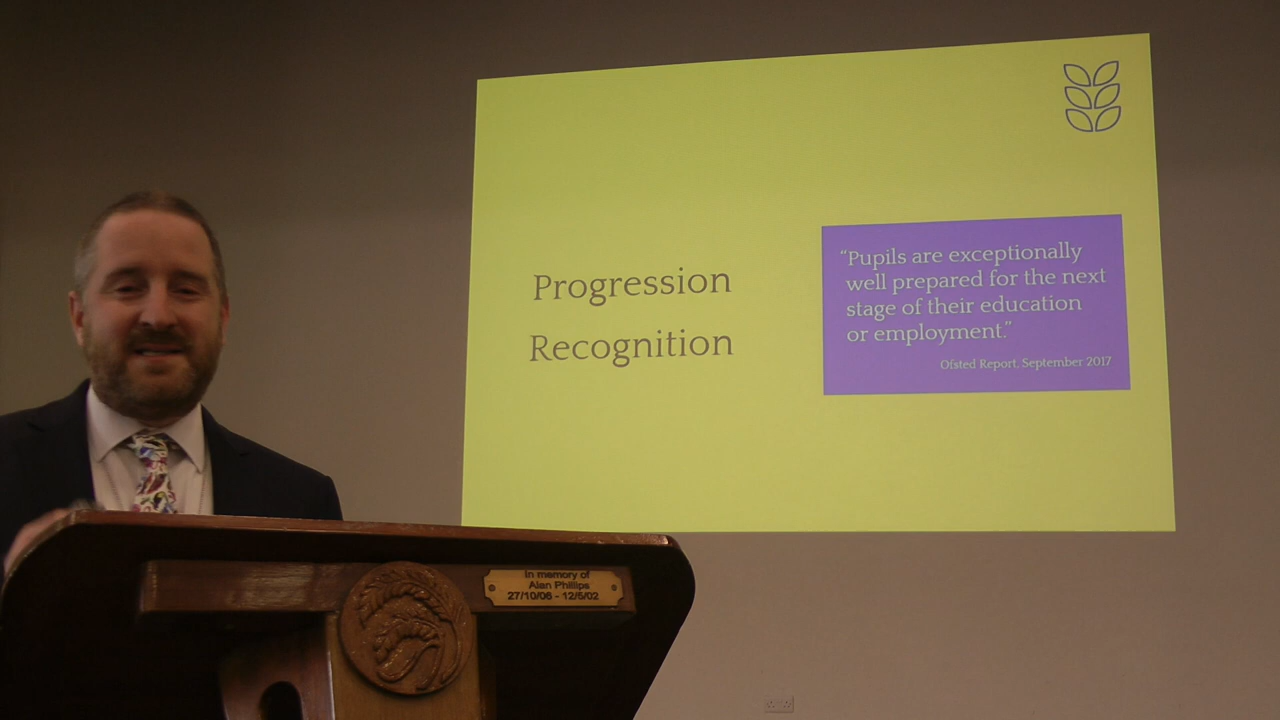 Progression
Recognition
“Pupils are exceptionally
well prepared for the next
stage of their education
or employment.”
Ofsted Report, September 2017
In memory of
Alan Phillips
27/10/06 - 12/5/02